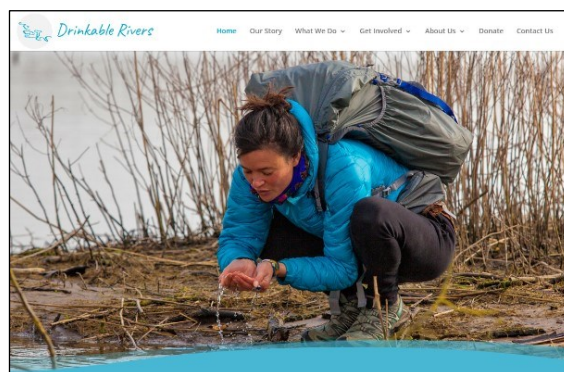 Drinkable Rivers
Home Our Story What We Do Get Involved About Us Donate Contact Us